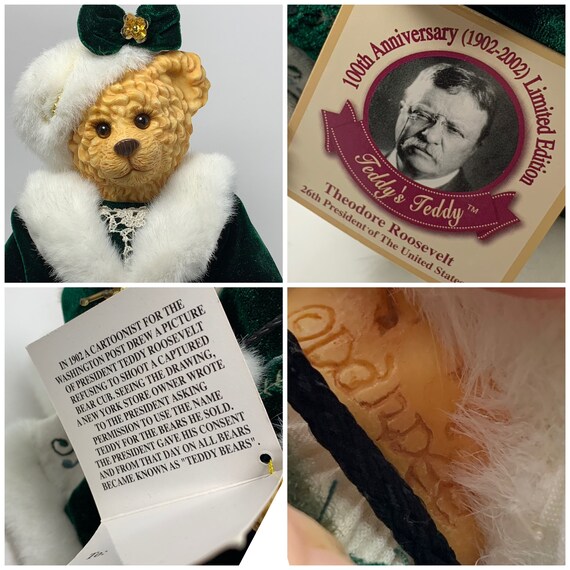 100th Anniversary (1902-2002) Limited Edition
Teddy's Teddy™
Theodore Roosevelt
26th President of The United States
IN 1902 A CARTOONIST FOR THE
WASHINGTON POST DREW A PICTURE
OF PRESIDENT TEDDY ROOSEVELT
REFUSING TO SHOOT A CAPTURED
BEAR CUB. SEEING THE DRAWING,
A NEW YORK STORE OWNER WROTE
TO THE PRESIDENT ASKING
PERMISSION TO USE THE NAME
TEDDY FOR THE BEARS HE SOLD.
THE PRESIDENT GAVE HIS CONSENT
AND FROM THAT DAY ON ALL BEARS
BECAME KNOWN AS "TEDDY BEARS".